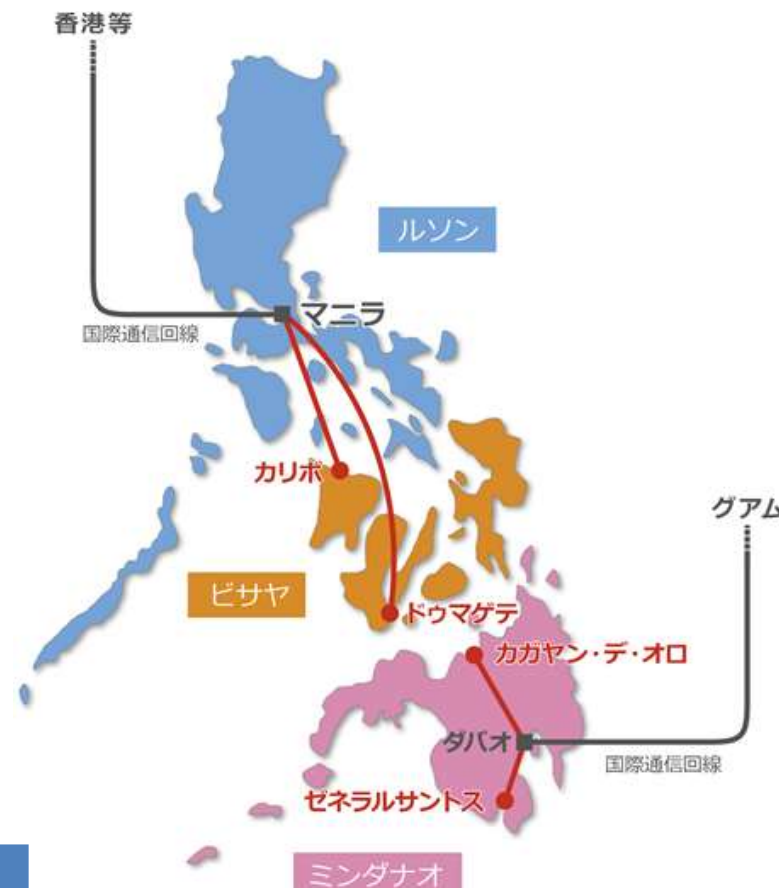 香港等
ルソン
マニラ
国際通信回線
カリボ
グアム
ビサヤ
ドゥマゲテ
カガヤン・デ・オロ
ダバオ
国際通信回線
ゼネラルサントス
ミンダナオ